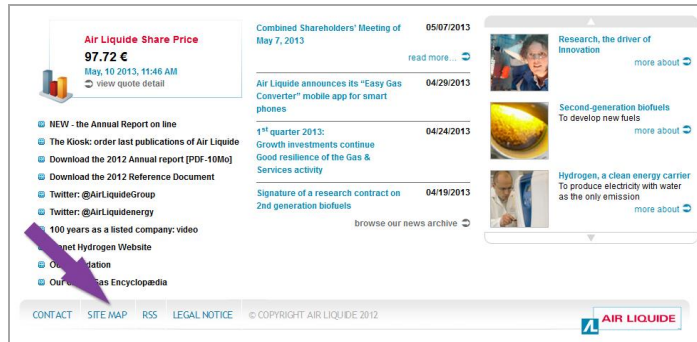 Air Liquide Share Price
97.72 €
May, 10 2013, 11:46 AM
view quote detail
NEW - the Annual Report on line
The Kiosk: order last publications of Air Liquide
Download the 2012 Annual report [PDF-10Mo]
Download the 2012 Reference Document
Twitter: @AirLiquideGroup
Twitter: @AirLiquidenergy
100 years as a listed company: video
Hydrogen Website
Gas Encyclopædia
Combined Shareholders' Meeting of 05/07/2013
May 7, 2013
read more...
Air Liquide announces its "Easy Gas 04/29/2013
Converter" mobile app for smart
phones
1st quarter 2013: 04/24/2013
Growth investments continue
Good resilience of the Gas &
Services activity
Signature of a research contract on 04/19/2013
2nd generation biofuels
browse our news archive
Research, the driver of
Innovation
more about
Second-generation biofuels
To develop new fuels
more about
Hydrogen, a clean energy carrier
To produce electricity with water
as the only emission
more about
CONTACT SITE MAP RSS LEGAL NOTICE © COPYRIGHT AIR LIQUIDE 2012
AIR LIQUIDE